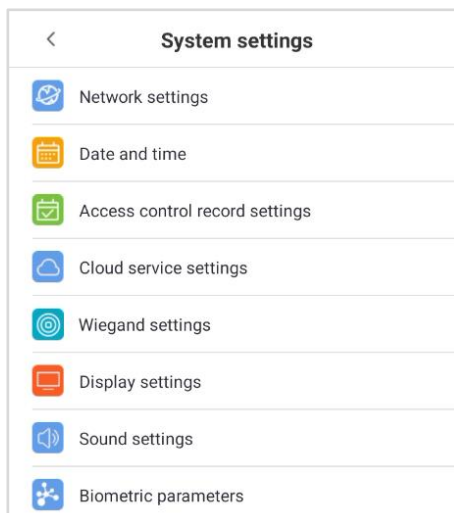 System settings
Network settings
Date and time
Access control record settings
Cloud service settings
Wiegand settings
Display settings
Sound settings
Biometric parameters